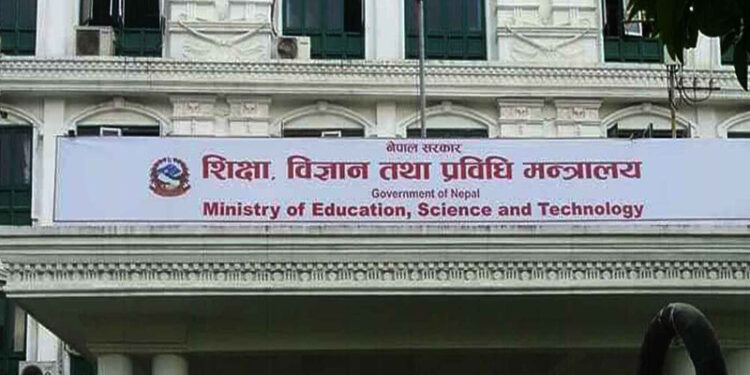 नेपाल सरकार
शिक्षा, विज्ञान तथा प्रविधि मन्त्रालय
Government of Nepal
Ministry of Education, Science and Technology